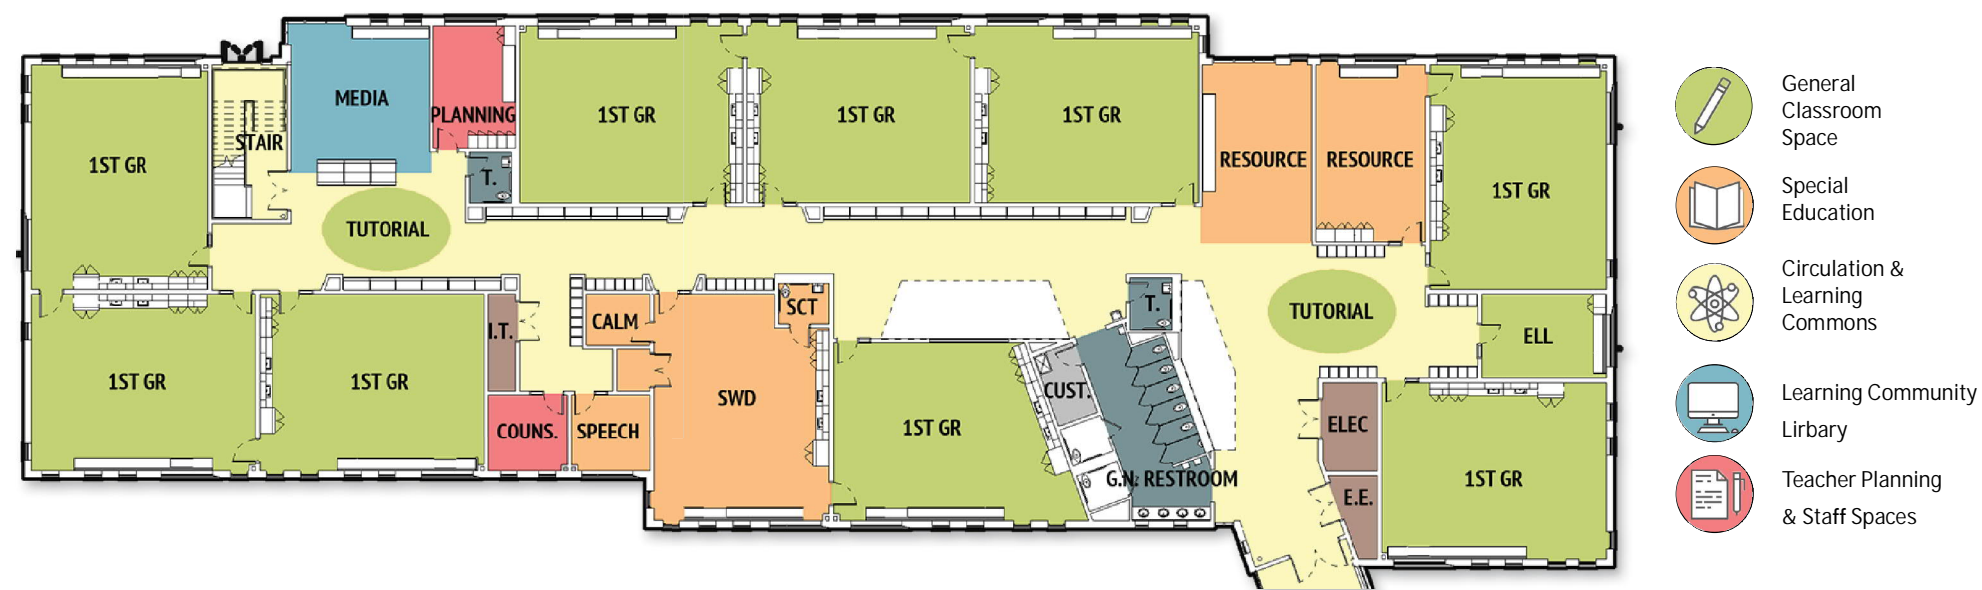 MEDIA
PLANNING
1ST GR
1ST GR
1ST GR
STAIR
1ST GR
T.
RESOURCE
RESOURCE
1ST GR
TUTORIAL
SCT
TUTORIAL
I.T.
CALM
T.
ELL
1ST GR
1ST GR
SWD
CUST.
COUNS.
SPEECH
1ST GR
ELEC
G.N. RESTROOM
E.E.
1ST GR
General
Classroom
Space
Special
Education
Circulation &
Learning
Commons
Learning Community
Lirbary
Teacher Planning
& Staff Spaces